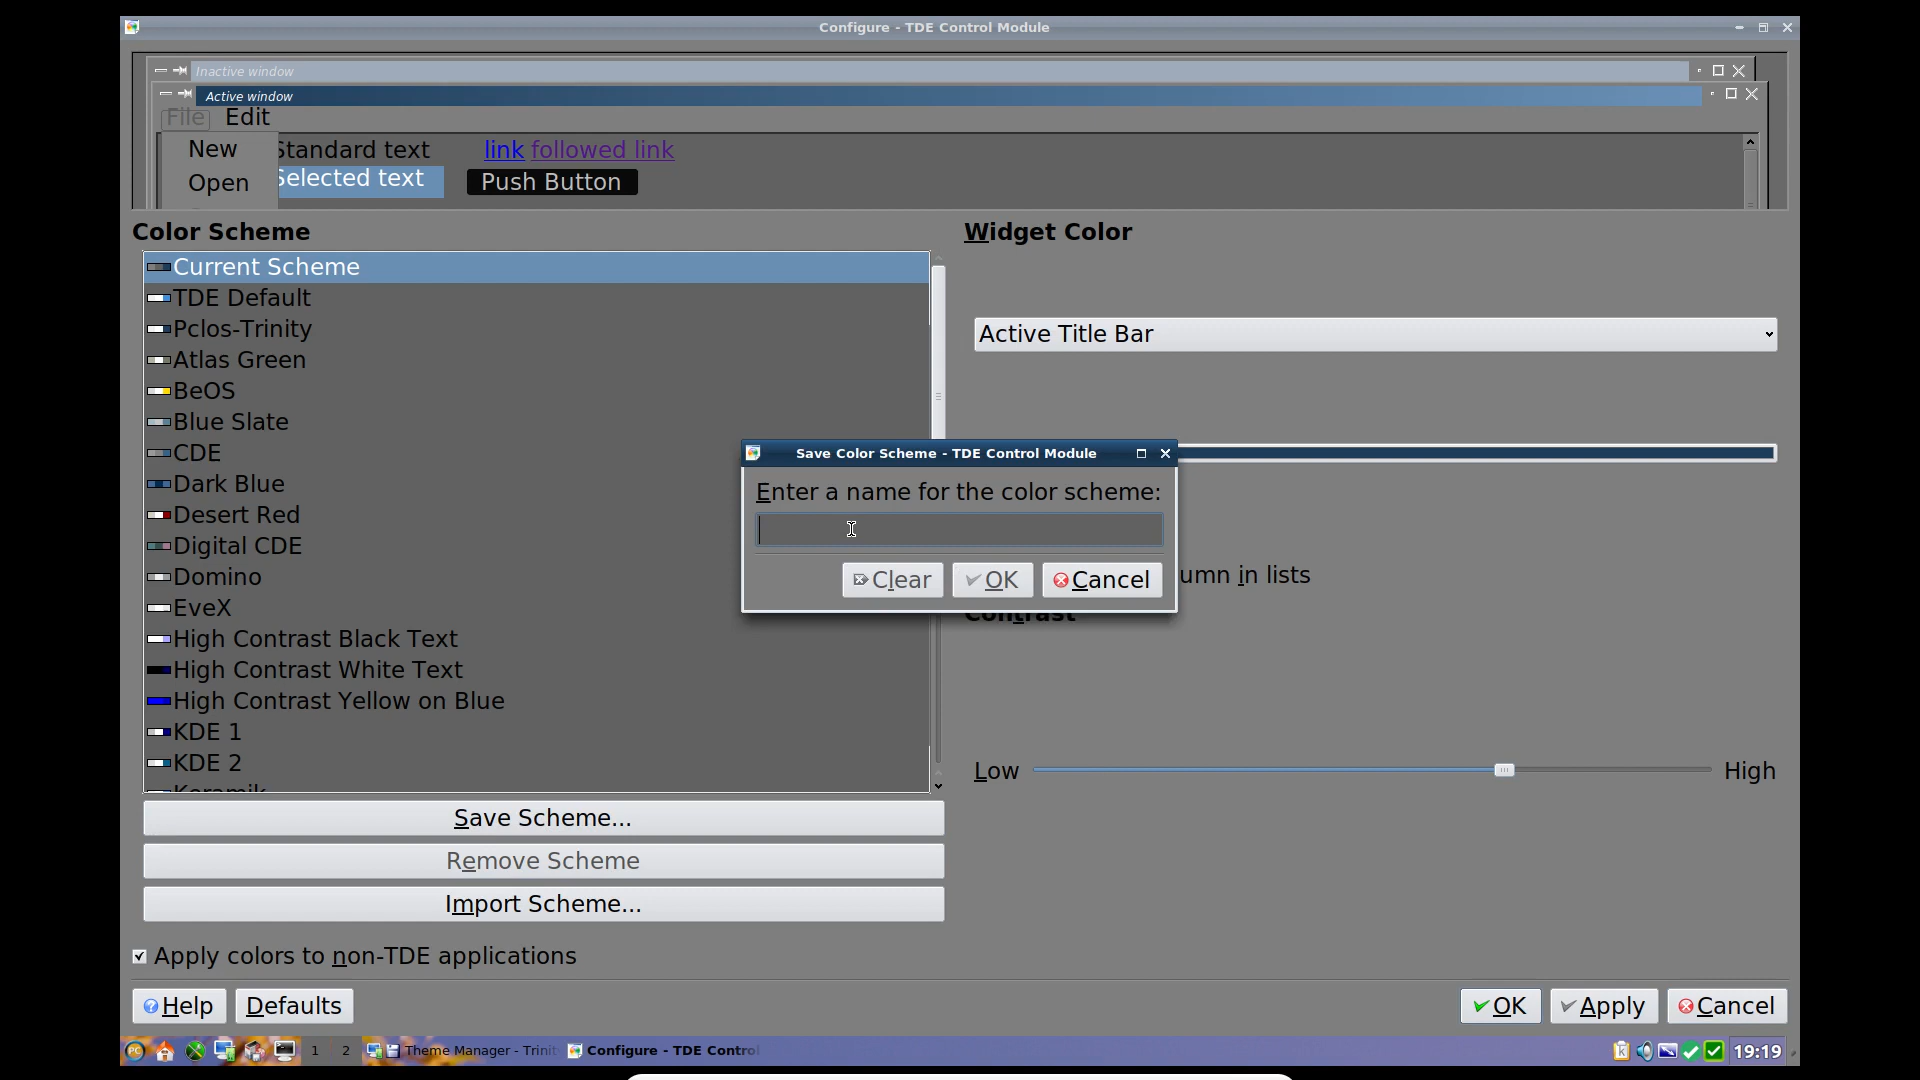 Configure - TDE Control Module
Inactive window
Active window
File Edit
New
Standard text
link followed link
Open
Selected text
Push Button
Color Scheme
Current Scheme
TDE Default
Pclos-Trinity
Atlas Green
BeOS
Blue Slate
CDE
Dark Blue
Desert Red
Digital CDE
Domino
EveX
High Contrast Black Text
High Contrast White Text
High Contrast Yellow on Blue
KDE 1
KDE 2
Keramik
Save Scheme...
Remove Scheme
Import Scheme...
Widget Color
Active Title Bar
Save Color Scheme - TDE Control Module
Enter a name for the color scheme:
Clear
OK
Cancel
umn in lists
Contrast
Low
High
Apply colors to non-TDE applications
Help
Defaults
OK
Apply
Cancel
1
2
Theme Manager - Trinit
Configure - TDE Control
19:19